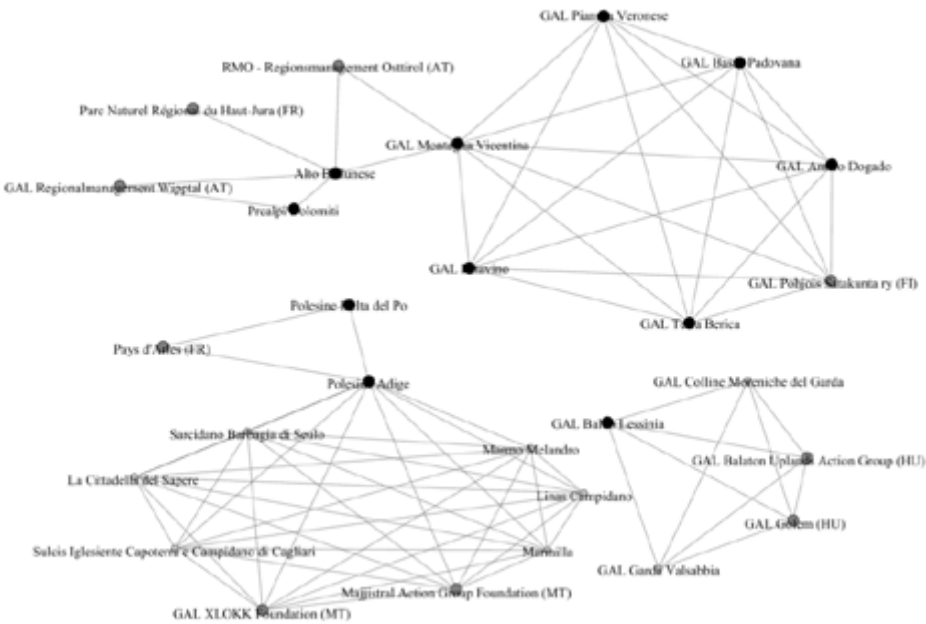 GAL Pianura Veronese
GAL Bassa Padovana
RMO - Regionsmanagement Osttirol (AT)
Parc Naturel Régional du Haut-Jura (FR)
GAL Montagna Vicentina
GAL Antico Dogado
Alto Bellunese
GAL Regionalmanagement Wipptal (AT)
Prealpi Dolomiti
GAL Patavino
GAL Pohjois Satakunta ry (FI)
Polesine Delta del Po
GAL Terra Berica
Pays d'Arles (FR)
Polesine Adige
GAL Colline Moreniche del Garda
GAL Baldo Lessinia
Sarcidano Barbagia di Seulo
Marmo Melandro
GAL Balaton Uplands Action Group (HU)
La Cittadella del Sapere
Linas Campidano
GAL (HU)
Sulcis Iglesiente Capoterra e Campidano di Cagliari
Marmilla
GAL Garda Valsabbia
Majjistral Action Group Foundation (MT)
GAL XLOKK Foundation (MT)